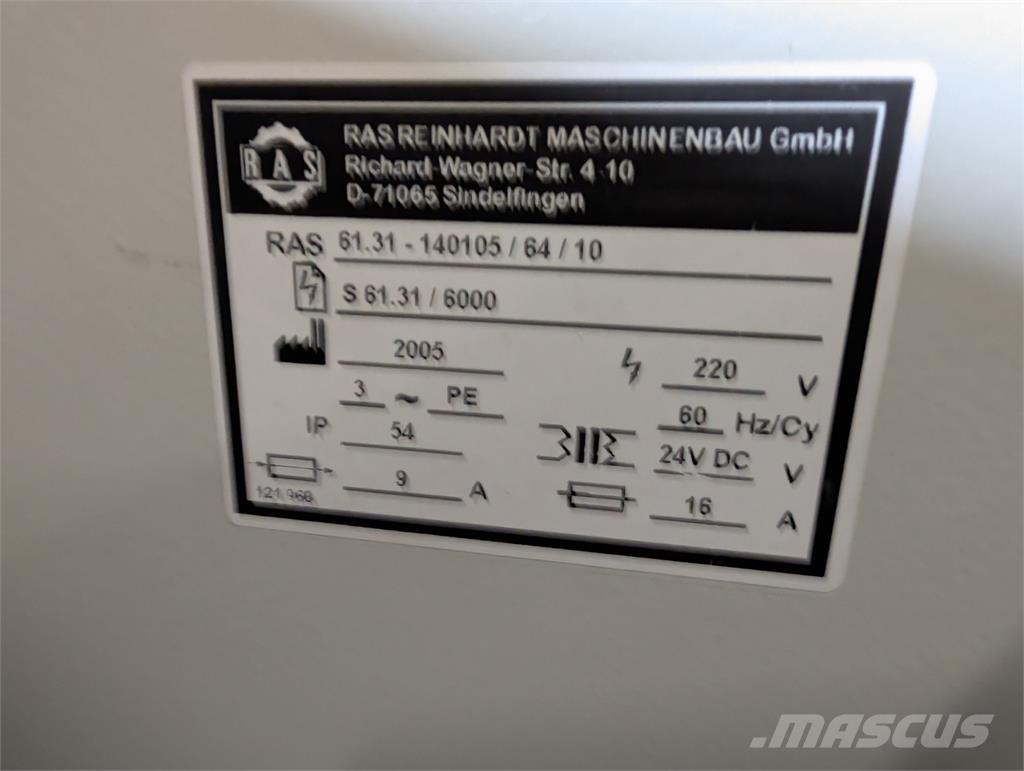 RAS
RAS REINHARDT MASCHINENBAU GmbH
Richard-Wagner-Str. 4-10
D-71065 Sindelfingen
RAS 61.31 - 140105 / 64 / 10
S 61.31 / 6000
2005 220 V
3 ~ PE 60 Hz/Cy
IP 54 24V DC V
9 A 16 A
121 968
MASCUS